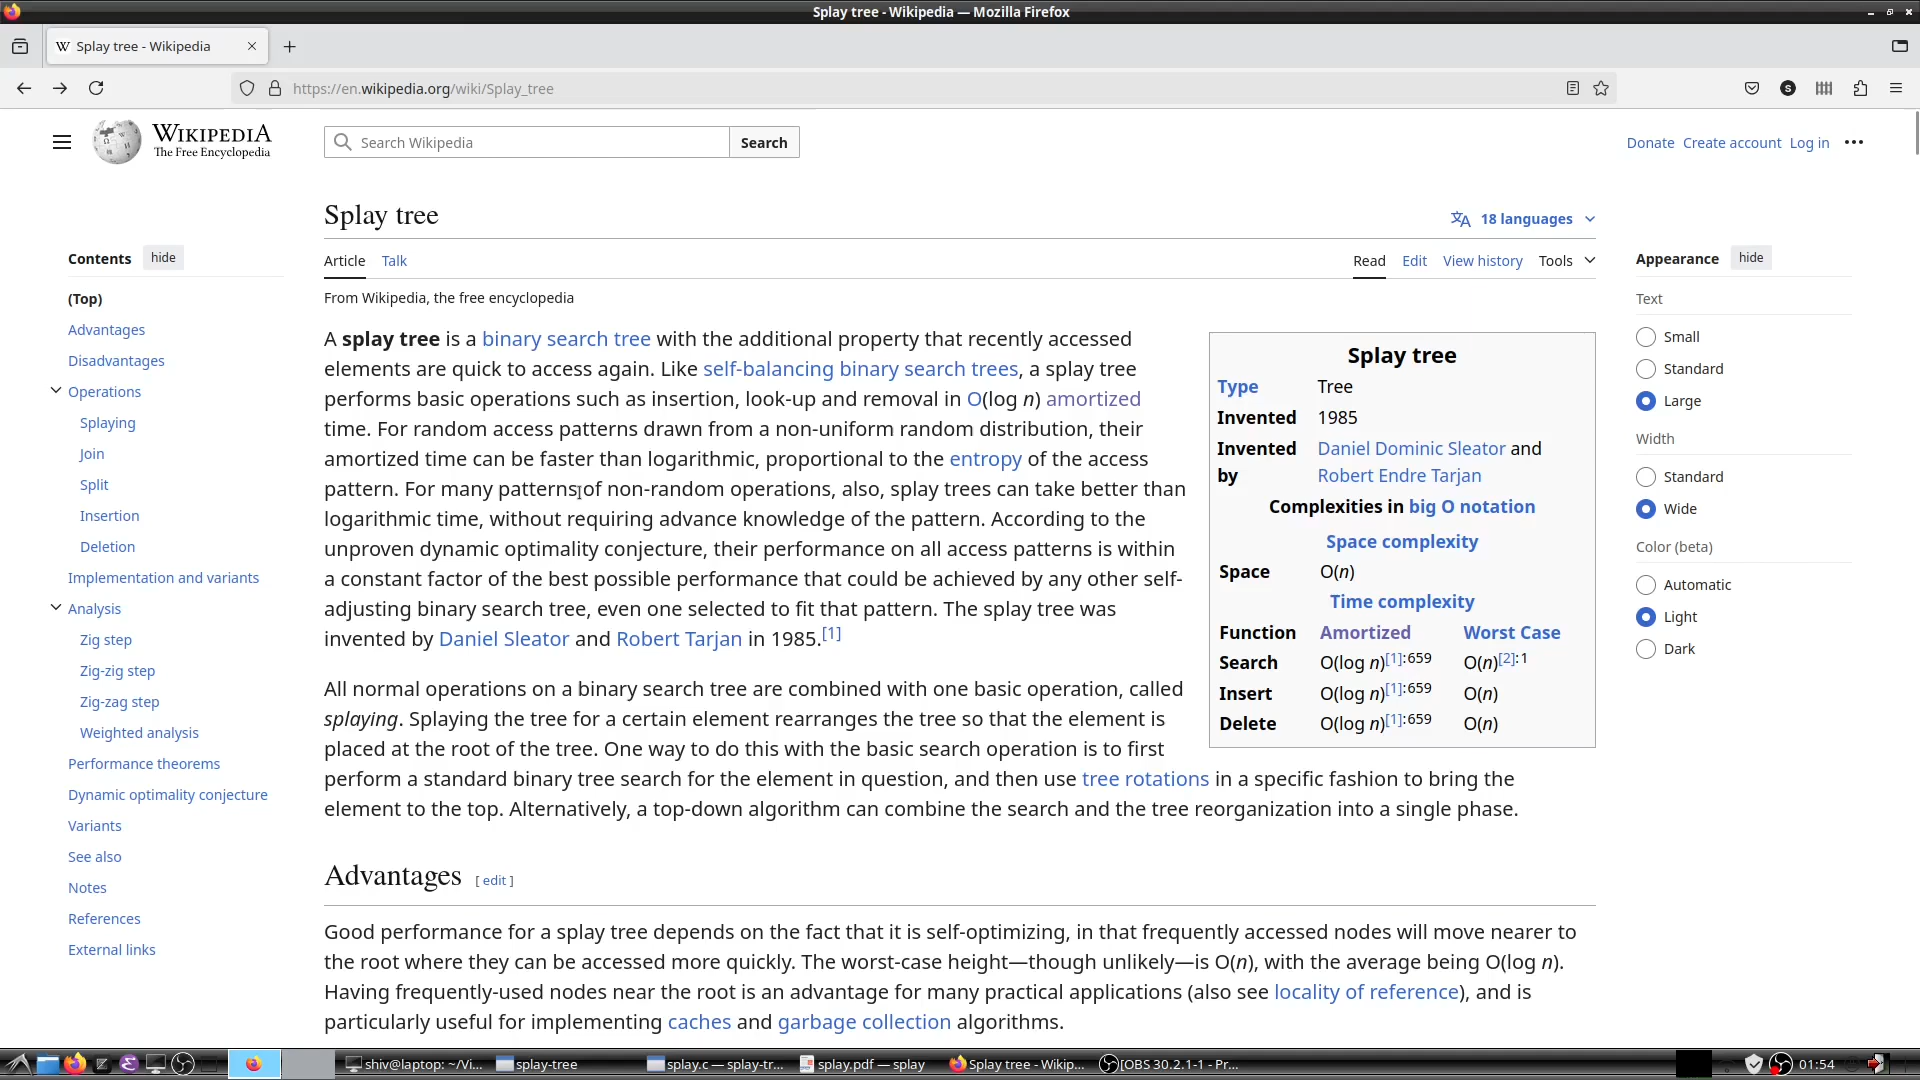 Splay tree - Wikipedia — Mozilla Firefox
W Splay tree - Wikipedia
https://en.wikipedia.org/wiki/Splay_tree
S
WIKIPEDIA
The Free Encyclopedia
Search Wikipedia
Search
Donate Create account Log in
Splay tree
18 languages
Article Talk
Read Edit View history Tools
From Wikipedia, the free encyclopedia
Contents hide
(Top)
Advantages
Disadvantages
Operations
Splaying
Join
Split
Insertion
Deletion
Implementation and variants
Analysis
Zig step
Zig-zig step
Zig-zag step
Weighted analysis
Performance theorems
Dynamic optimality conjecture
Variants
See also
Notes
References
External links
A splay tree is a binary search tree with the additional property that recently accessed
elements are quick to access again. Like self-balancing binary search trees, a splay tree
performs basic operations such as insertion, look-up and removal in O(log n) amortized
time. For random access patterns drawn from a non-uniform random distribution, their
amortized time can be faster than logarithmic, proportional to the entropy of the access
pattern. For many patterns of non-random operations, also, splay trees can take better than
logarithmic time, without requiring advance knowledge of the pattern. According to the
unproven dynamic optimality conjecture, their performance on all access patterns is within
a constant factor of the best possible performance that could be achieved by any other self-
adjusting binary search tree, even one selected to fit that pattern. The splay tree was
invented by Daniel Sleator and Robert Tarjan in 1985.[1]
All normal operations on a binary search tree are combined with one basic operation, called
splaying. Splaying the tree for a certain element rearranges the tree so that the element is
placed at the root of the tree. One way to do this with the basic search operation is to first
perform a standard binary tree search for the element in question, and then use tree rotations in a specific fashion to bring the
element to the top. Alternatively, a top-down algorithm can combine the search and the tree reorganization into a single phase.
Splay tree
Type Tree
Invented 1985
Invented by Daniel Dominic Sleator and
Robert Endre Tarjan
Complexities in big O notation
Space complexity
Space O(n)
Time complexity
Function Amortized Worst Case
Search O(log n)[1]:659 O(n)[2]:1
Insert O(log n)[1]:659 O(n)
Delete O(log n)[1]:659 O(n)
Advantages [ edit ]
Good performance for a splay tree depends on the fact that it is self-optimizing, in that frequently accessed nodes will move nearer to
the root where they can be accessed more quickly. The worst-case height—though unlikely—is O(n), with the average being O(log n).
Having frequently-used nodes near the root is an advantage for many practical applications (also see locality of reference), and is
particularly useful for implementing caches and garbage collection algorithms.
Appearance hide
Text
Small
Standard
Large
Width
Standard
Wide
Color (beta)
Automatic
Light
Dark
shiv@laptop: ~/Vi... splay-tree splay.c — splay-tr... splay.pdf — splay Splay tree - Wikip... [OBS 30.2.1-1 - Pr... 01:54